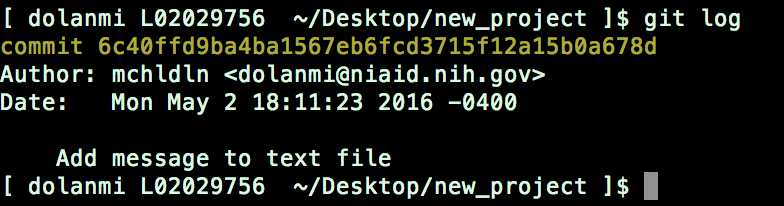 [ dolanmi L02029756  ~/Desktop/new_project ]$ git log
commit 6c40ffd9ba4ba1567eb6fcd3715f12a15b0a678d
Author: mchldln <dolanmi@niaid.nih.gov>
Date:   Mon May 2 18:11:23 2016 -0400
    Add message to text file
[ dolanmi L02029756  ~/Desktop/new_project ]$